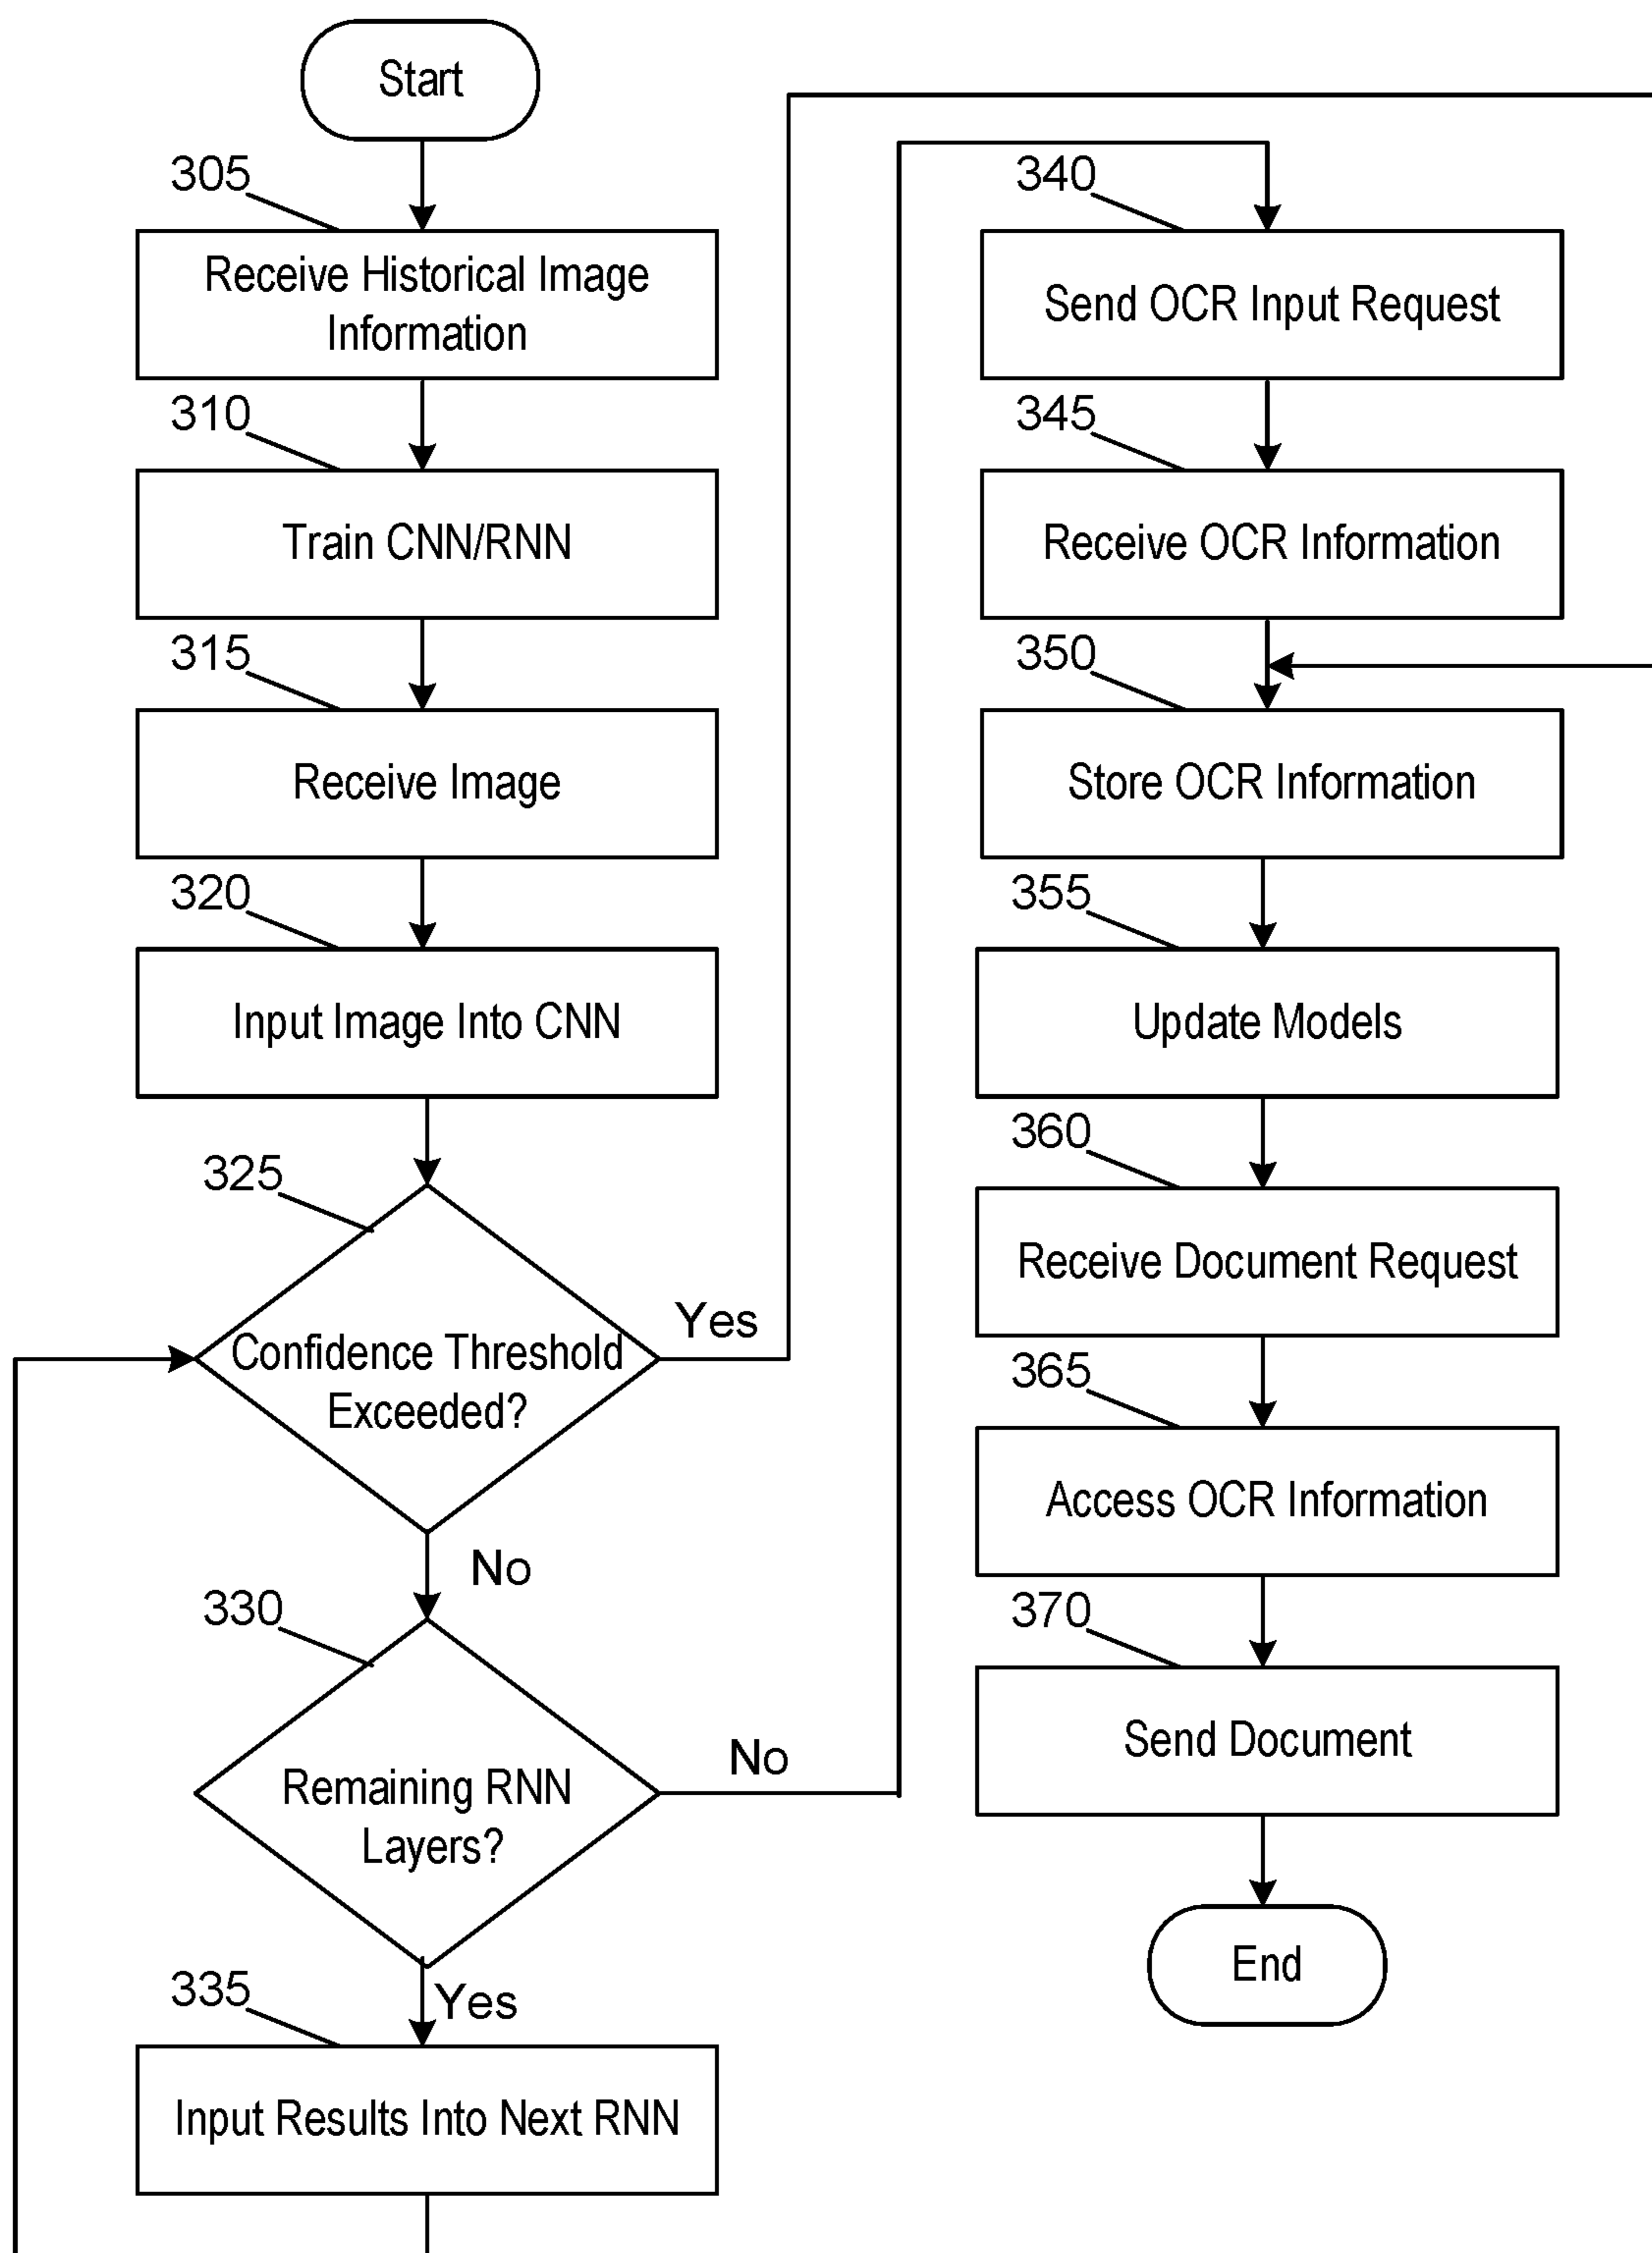 Start
305
Receive Historical Image
Information
310
Train CNN/RNN
315
Receive Image
320
Input Image Into CNN
325
Confidence Threshold
Exceeded?
Yes
No
330
Remaining RNN
Layers?
No
Yes
335
Input Results Into Next RNN
340
Send OCR Input Request
345
Receive OCR Information
350
Store OCR Information
355
Update Models
360
Receive Document Request
365
Access OCR Information
370
Send Document
End